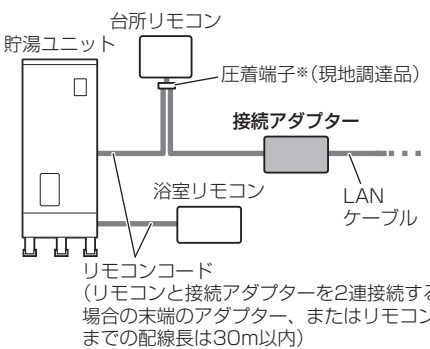 台所リモコン
貯湯ユニット
圧着端子※(現地調達品)
接続アダプター
浴室リモコン
LAN
ケーブル
リモコンコード
(リモコンと接続アダプターを2連接続する
場合の末端のアダプター、またはリモコン
までの配線長は30m以内)